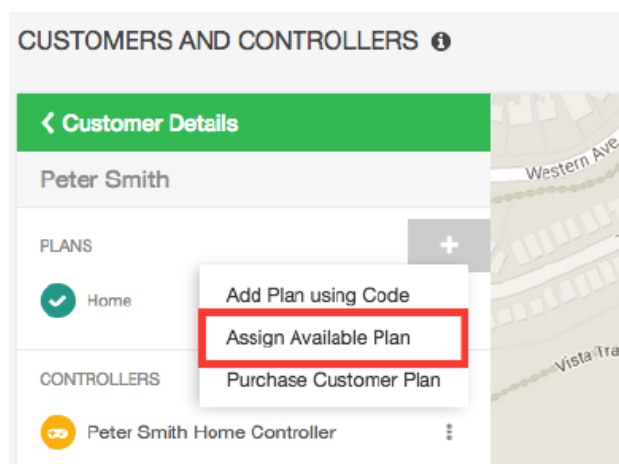 CUSTOMERS AND CONTROLLERS
Customer Details
Peter Smith
PLANS
Home
Add Plan using Code
Assign Available Plan
Purchase Customer Plan
CONTROLLERS
Peter Smith Home Controller
Western Ave
Vista Tra